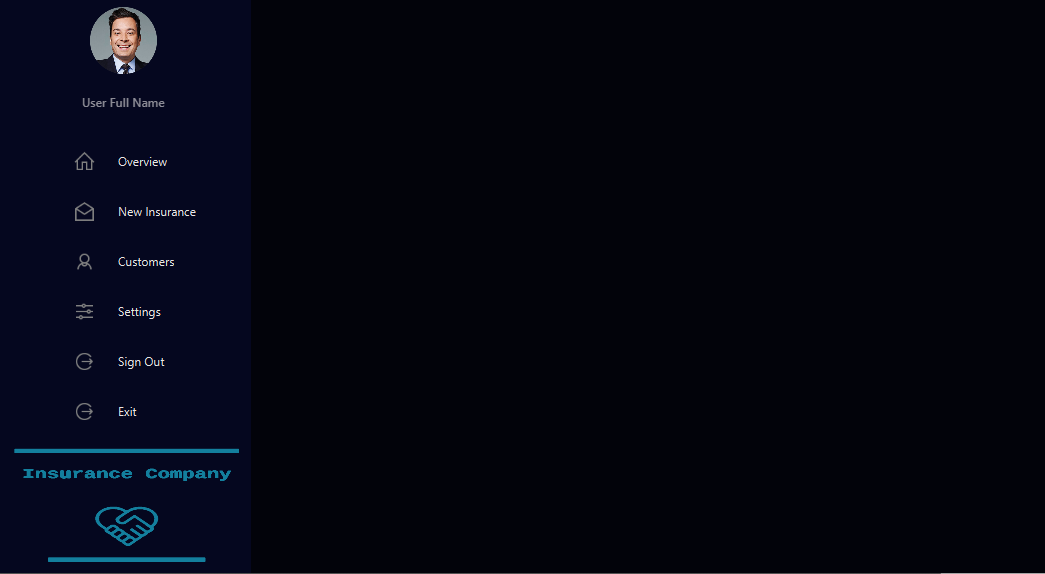 User Full Name
Overview
New Insurance
Customers
Settings
Sign Out
Exit
Insurance Company